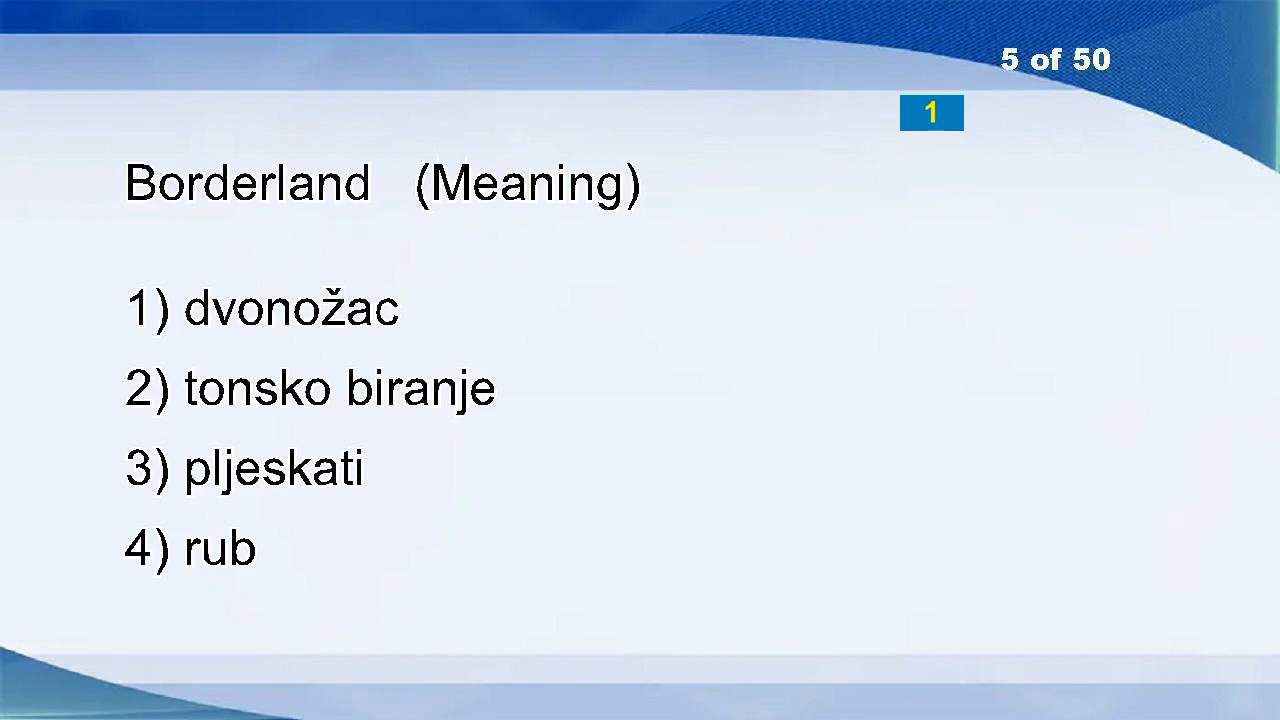 5 of 50
1
Borderland (Meaning)
1) dvonožac
2) tonsko biranje
3) pljeskati
4) rub